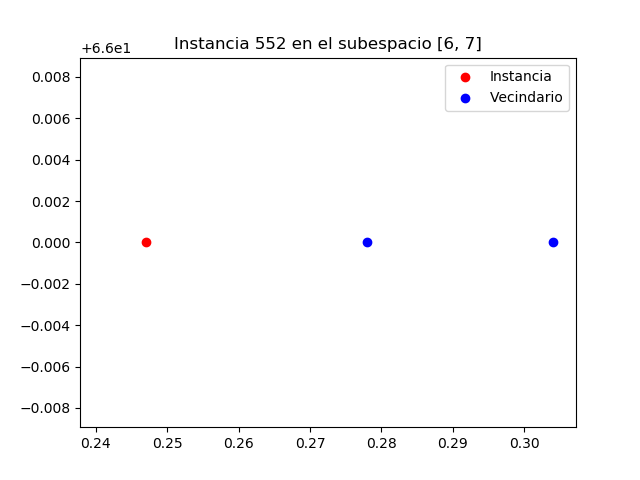 Instancia 552 en el subespacio [6, 7]
+6.6e1
Instancia
Vecindario
0.008
0.006
0.004
0.002
0.000
−0.002
−0.004
−0.006
−0.008
0.24 0.25 0.26 0.27 0.28 0.29 0.30